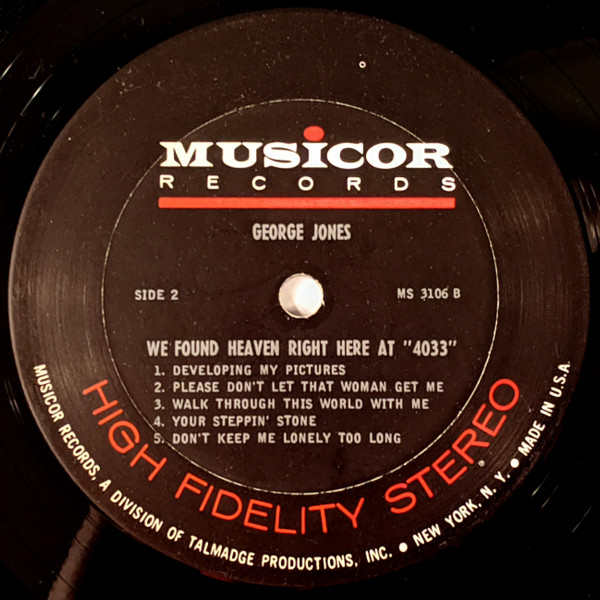 MUSICOR
RECORDS
GEORGE JONES
SIDE 2
MS 3106 B
WE FOUND HEAVEN RIGHT HERE AT "4033"
1. DEVELOPING MY PICTURES
2. PLEASE DON'T LET THAT WOMAN GET ME
3. WALK THROUGH THIS WORLD WITH ME
4. YOUR STEPPIN' STONE
5. DON'T KEEP ME LONELY TOO LONG
HIGH FIDELITY STEREO
MUSICOR RECORDS, A DIVISION OF TALMADGE PRODUCTIONS, INC. ● NEW YORK, N. Y. ● MADE IN U.S.A.